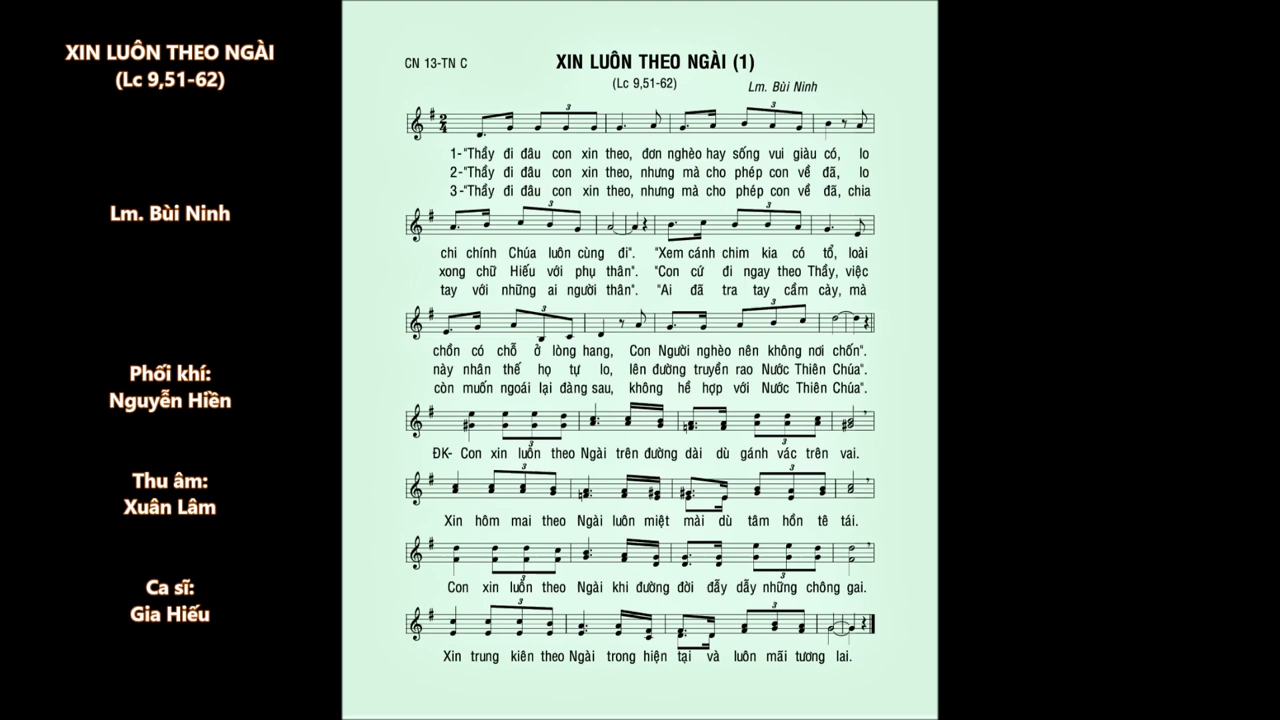 XIN LUÔN THEO NGÀI
(Lc 9,51-62)
Lm. Bùi Ninh
Phối khí:
Nguyễn Hiền
Thu âm:
Xuân Lâm
Ca sĩ:
Gia Hiếu
CN 13-TN C
XIN LUÔN THEO NGÀI (1)
(Lc 9,51-62)
Lm. Bùi Ninh
1-"Thầy đi đâu con xin theo, đơn nghèo hay sống vui giàu có, lo
2-"Thầy đi đâu con xin theo, nhưng mà cho phép con về đã, lo
3-"Thầy đi đâu con xin theo, nhưng mà cho phép con về đã, chia
chi chính Chúa luôn cùng đi". "Xem cánh chim kia có tổ, loài
xong chữ Hiếu với phụ thân". "Con cứ đi ngay theo Thầy, việc
tay với những ai người thân". "Ai đã tra tay cầm cày, mà
chồn có chỗ ở lòng hang, Con Người nghèo nên không nơi chốn".
này nhân thế họ tự lo, lên đường truyền rao Nước Thiên Chúa".
còn muốn ngoái lại đàng sau, không hề hợp với Nước Thiên Chúa".
ĐK- Con xin luôn theo Ngài trên đường dài dù gánh vác trên vai.
Xin hôm mai theo Ngài luôn miệt mài dù tâm hồn tê tái.
Con xin luôn theo Ngài khi đường đời đẫy dẫy những chông gai.
Xin trung kiên theo Ngài trong hiện tại và luôn mãi tương lai.